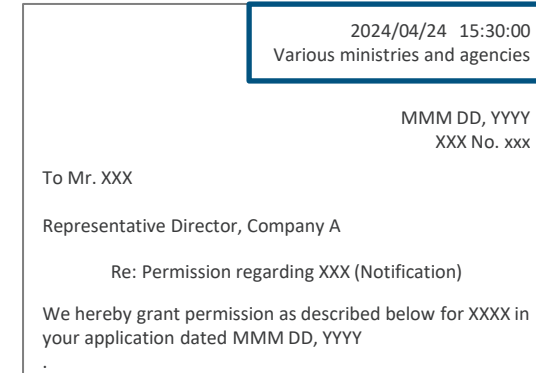 2024/04/24 15:30:00
Various ministries and agencies
MMM DD, YYYY
XXX No. xxx
To Mr. XXX
Representative Director, Company A
Re: Permission regarding XXX (Notification)
We hereby grant permission as described below for XXXX in
your application dated MMM DD, YYYY
.